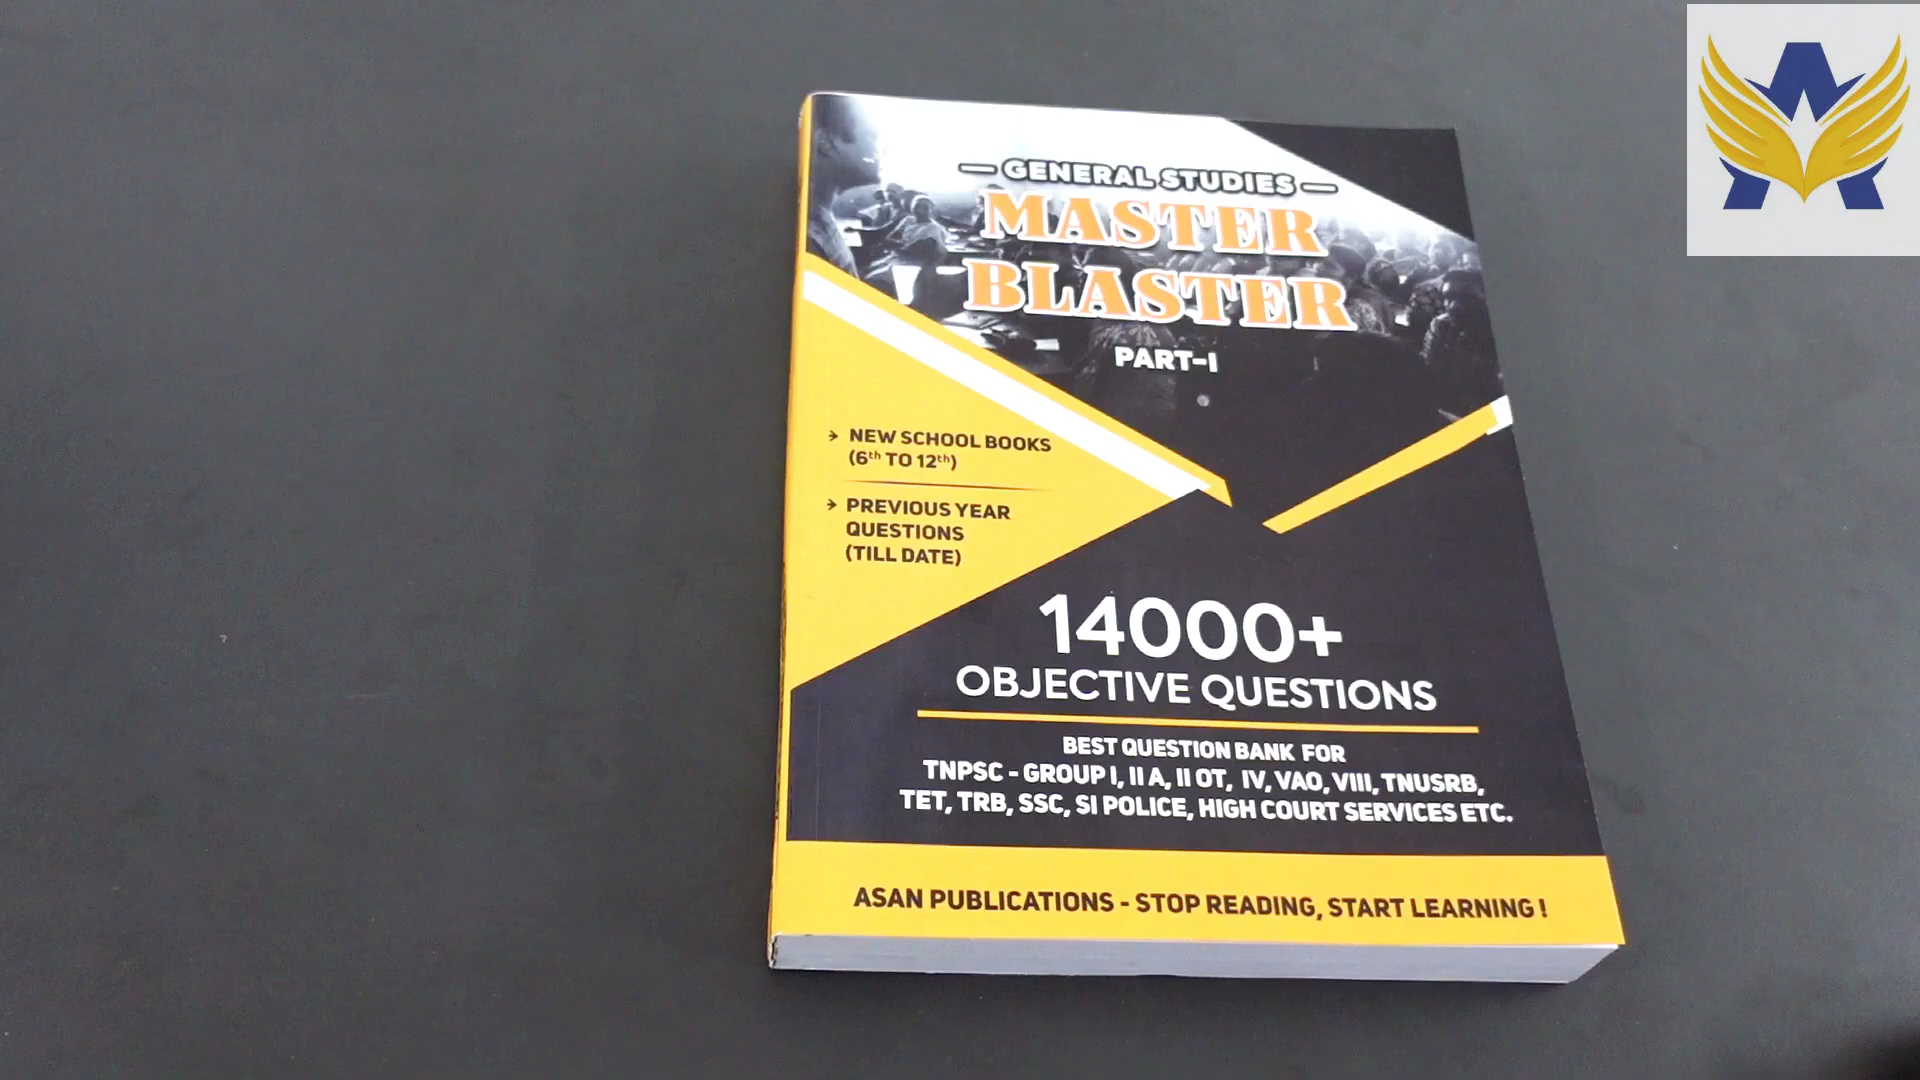 — GENERAL STUDIES —
MASTER
BLASTER
PART-I
> NEW SCHOOL BOOKS
(6th TO 12th)
> PREVIOUS YEAR
QUESTIONS
(TILL DATE)
14000+
OBJECTIVE QUESTIONS
BEST QUESTION BANK FOR
TNPSC - GROUP I, II A, II OT, IV, VAO, VIII, TNUSRB,
TET, TRB, SSC, SI POLICE, HIGH COURT SERVICES ETC.
ASAN PUBLICATIONS - STOP READING, START LEARNING !